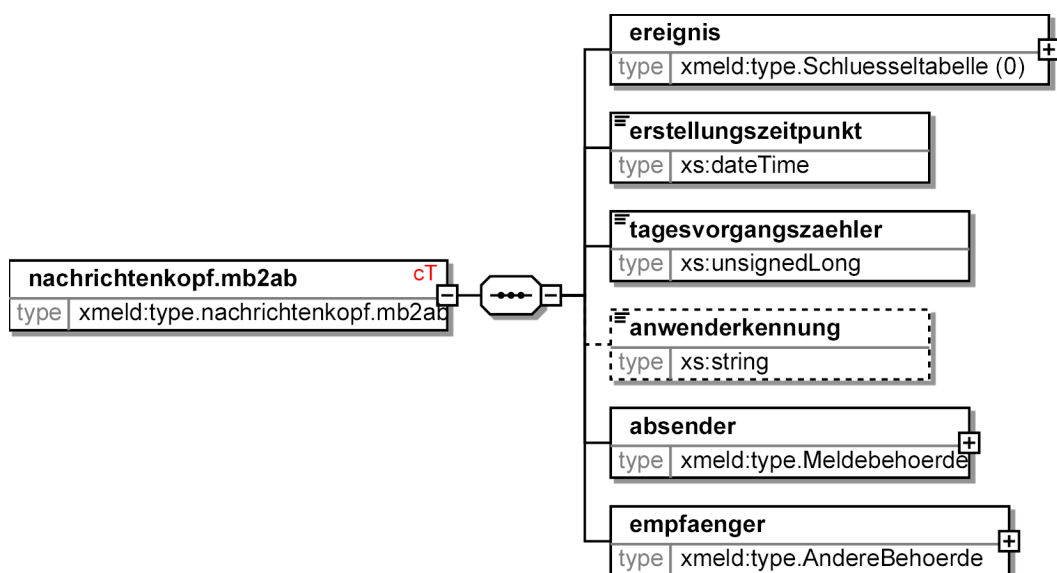 ereignis
type xmeld:type.Schluesseltabelle (0)
erstellungszeitpunkt
type xs:dateTime
tagesvorgangszaehler
type xs:unsignedLong
nachrichtenkopf.mb2ab cT
type xmeld:type.nachrichtenkopf.mb2ab
anwenderkennung
type xs:string
absender
type xmeld:type.Meldebehoerde
empfaenger
type xmeld:type.AndereBehoerde